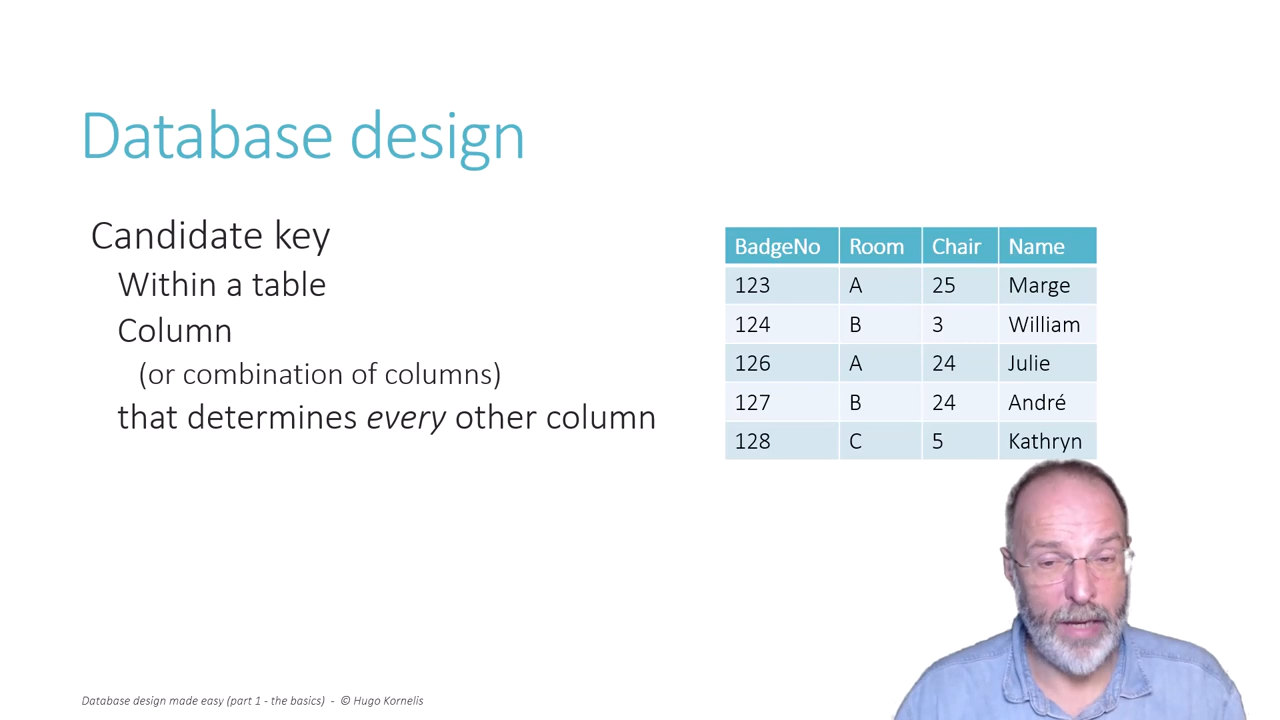 Database design
Candidate key
Within a table
Column
(or combination of columns)
that determines every other column
BadgeNo Room Chair Name
123 A 25 Marge
124 B 3 William
126 A 24 Julie
127 B 24 André
128 C 5 Kathryn
Database design made easy (part 1 - the basics) - © Hugo Kornelis